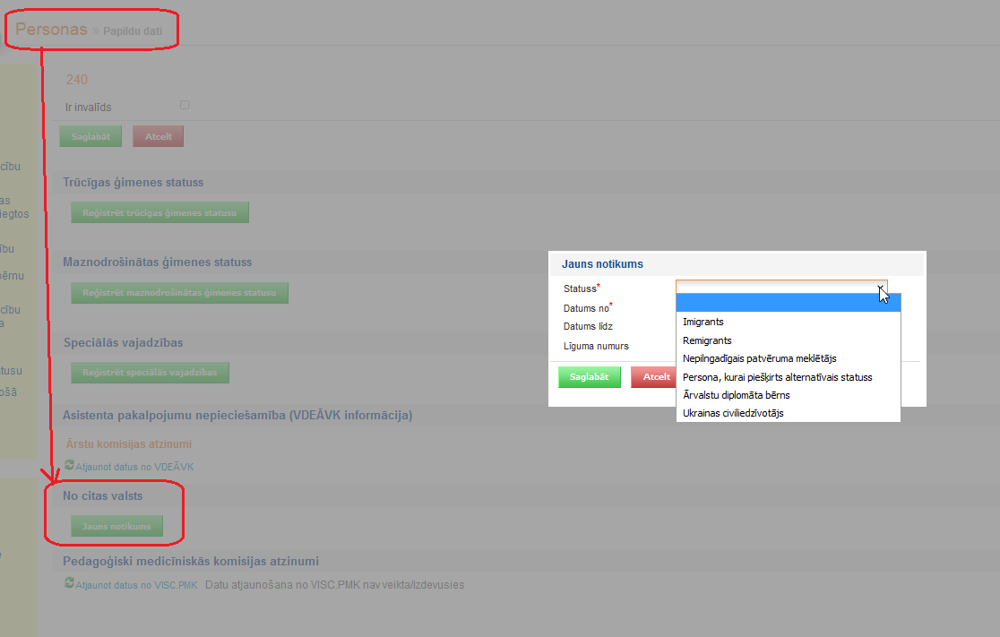 Personas » Papildu dati
240
Ir invalīds
Saglabāt Atcelt
cību
as
iegtos
ību
bērnu
cību
a
tusu
ošā
e
Trūcīgas ģimenes statuss
Reģistrēt trūcīgas ģimenes statusu
Maznodrošinātas ģimenes statuss
Reģistrēt maznodrošinātas ģimenes statusu
Speciālās vajadzības
Reģistrēt speciālās vajadzības
Asistenta pakalpojumu nepieciešamība (VDEĀVK informācija)
Ārstu komisijas atzinumi
Atjaunot datus no VDEĀVK
No citas valsts
Jauns notikums
Pedagoģiski medicīniskās komisijas atzinumi
Atjaunot datus no VISC.PMK Datu atjaunošana no VISC.PMK nav veikta/izdevusies
Jauns notikums
Statuss*
Datums no*
Datums līdz
Līguma numurs
Saglabāt Atcelt
Imigrants
Remigrants
Nepilngadīgais patvēruma meklētājs
Persona, kurai piešķirts alternatīvais statuss
Ārvalstu diplomāta bērns
Ukrainas civiliedzīvotājs